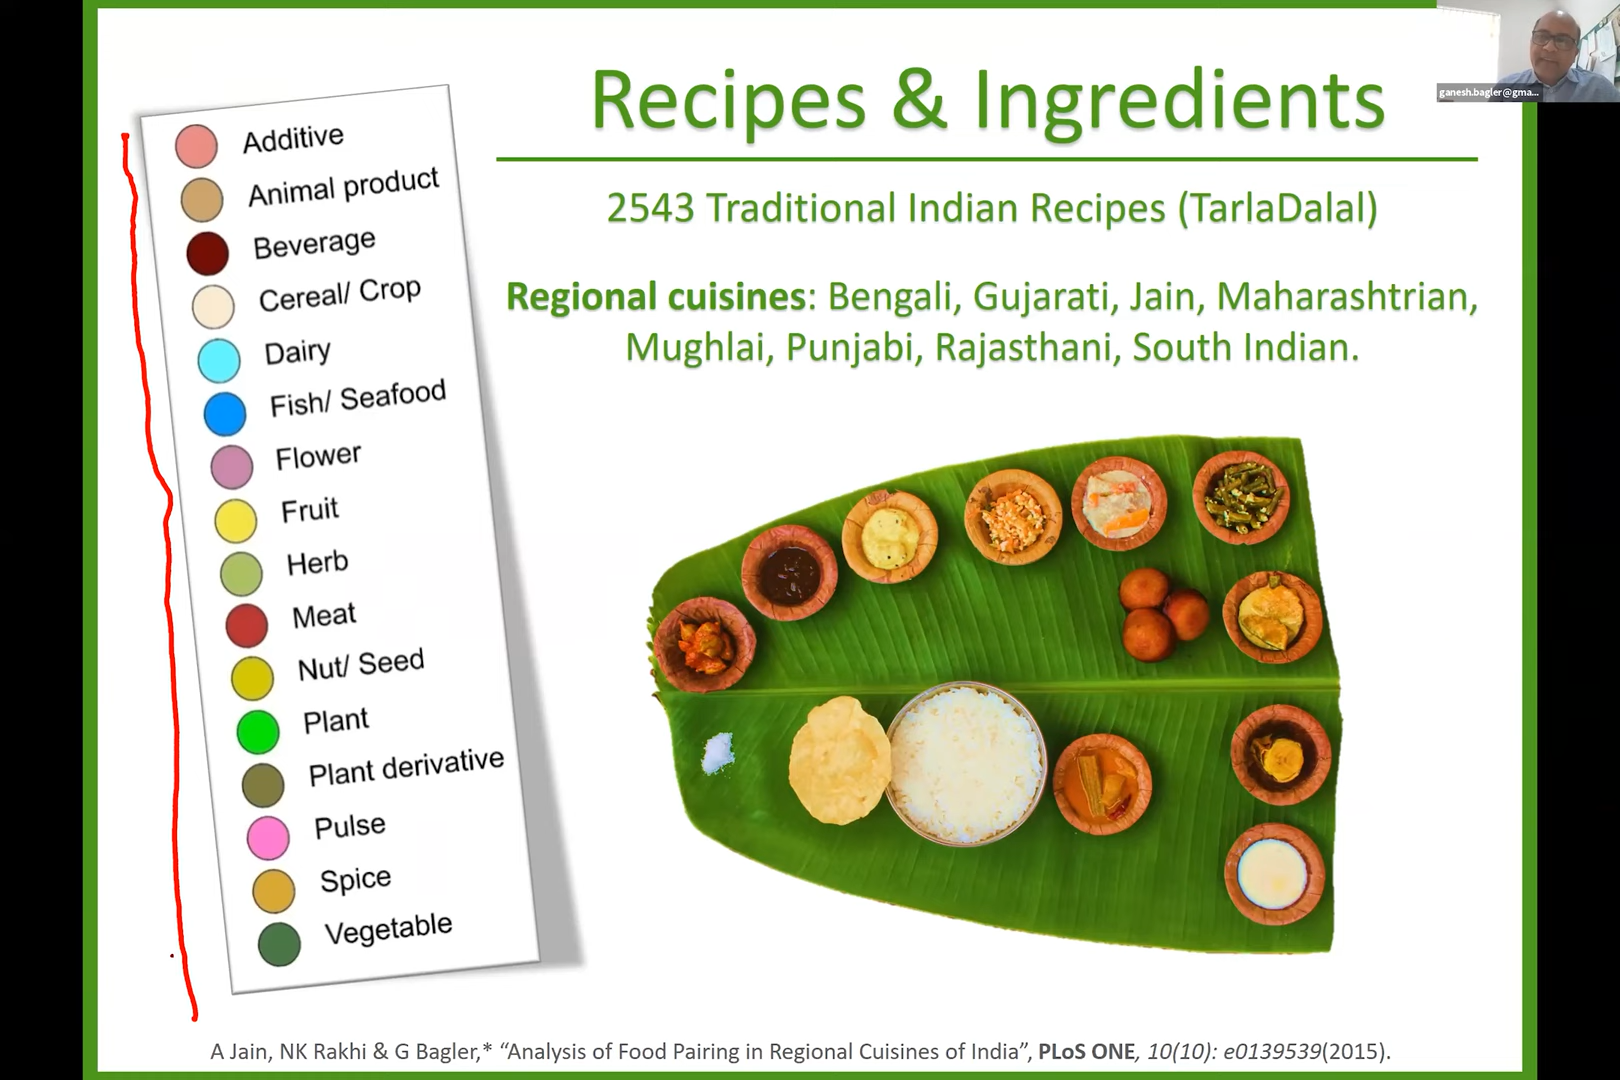 Recipes & Ingredients
ganesh.bagler@gma...
2543 Traditional Indian Recipes (TarlaDalal)
Regional cuisines: Bengali, Gujarati, Jain, Maharashtrian,
Mughlai, Punjabi, Rajasthani, South Indian.
Additive
Animal product
Beverage
Cereal/ Crop
Dairy
Fish/ Seafood
Flower
Fruit
Herb
Meat
Nut/ Seed
Plant
Plant derivative
Pulse
Spice
Vegetable
A Jain, NK Rakhi & G Bagler,* “Analysis of Food Pairing in Regional Cuisines of India”, PLoS ONE, 10(10): e0139539(2015).